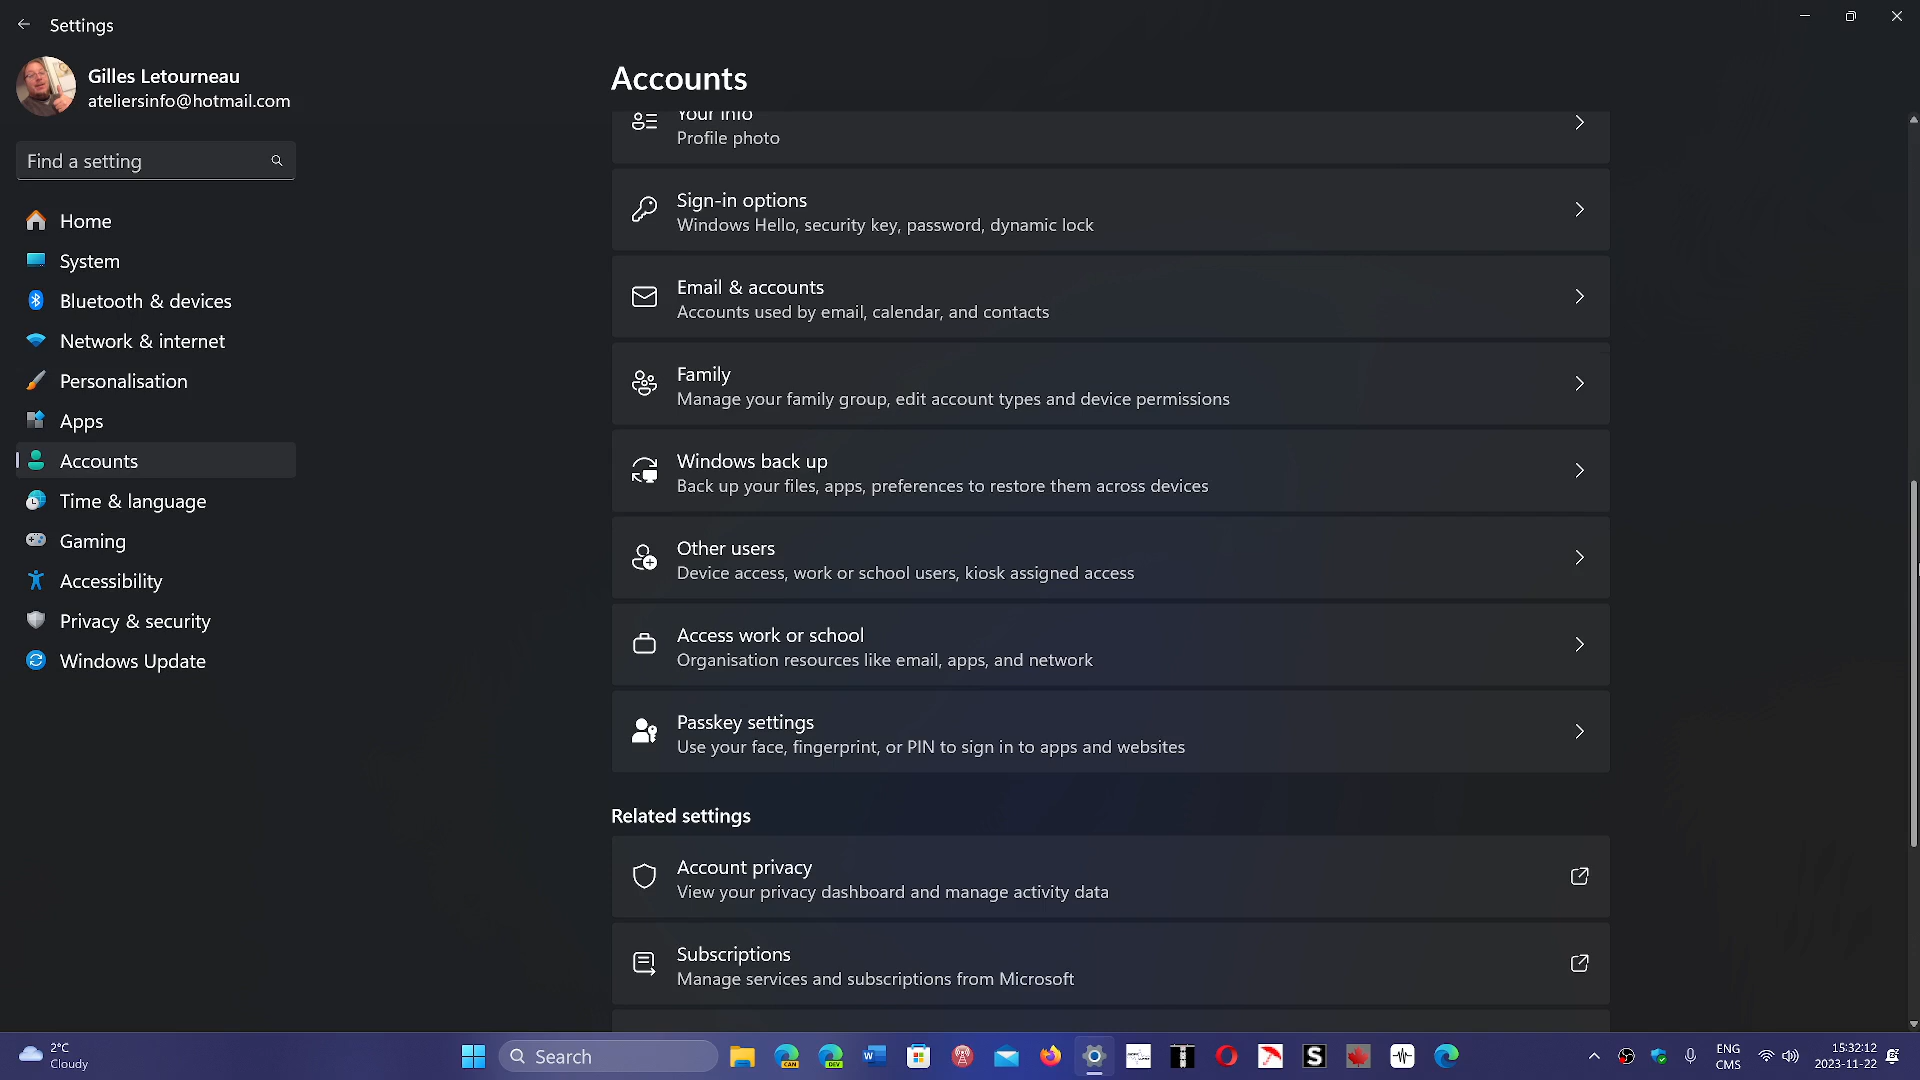 Settings
Gilles Letourneau
ateliersinfo@hotmail.com
Find a setting
Home
System
Bluetooth & devices
Network & internet
Personalisation
Apps
Accounts
Time & language
Gaming
Accessibility
Privacy & security
Windows Update
Accounts
Your info
Profile photo
Sign-in options
Windows Hello, security key, password, dynamic lock
Email & accounts
Accounts used by email, calendar, and contacts
Family
Manage your family group, edit account types and device permissions
Windows back up
Back up your files, apps, preferences to restore them across devices
Other users
Device access, work or school users, kiosk assigned access
Access work or school
Organisation resources like email, apps, and network
Passkey settings
Use your face, fingerprint, or PIN to sign in to apps and websites
Related settings
Account privacy
View your privacy dashboard and manage activity data
Subscriptions
Manage services and subscriptions from Microsoft
2°C
Cloudy
Search
CAN
DEV
W
S
ENG
CMS
15:32:12
2023-11-22